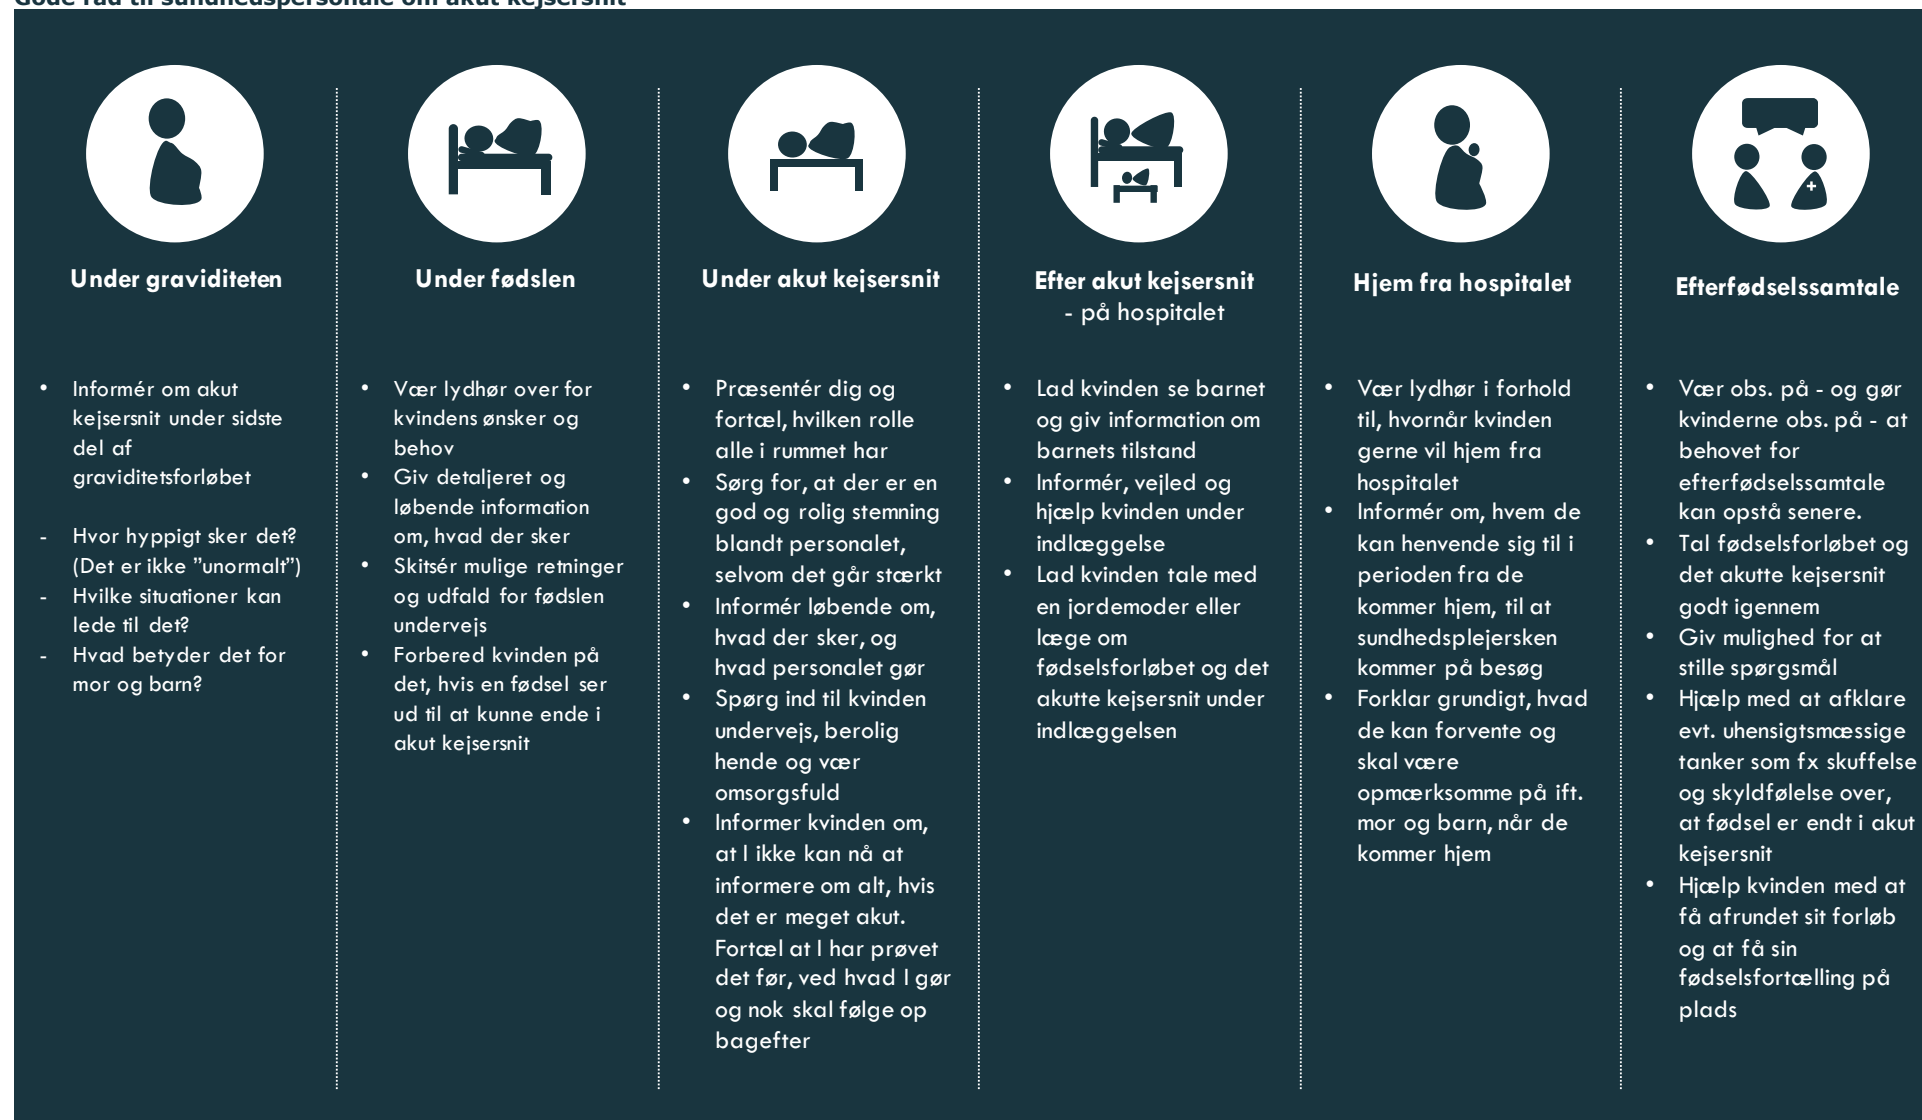 Gode råd til sundhedspersonale om akut kejsersnit
Under graviditeten
• Informér om akut
kejsersnit under sidste
del af
graviditetsforløbet
- Hvor hyppigt sker det?
(Det er ikke ”unormalt”)
- Hvilke situationer kan
lede til det?
- Hvad betyder det for
mor og barn?
Under fødslen
• Vær lydhør over for
kvindens ønsker og
behov
• Giv detaljeret og
løbende information
om, hvad der sker
• Skitsér mulige retninger
og udfald for fødslen
undervejs
• Forbered kvinden på
det, hvis en fødsel ser
ud til at kunne ende i
akut kejsersnit
Under akut kejsersnit
• Præsentér dig og
fortæl, hvilken rolle
alle i rummet har
• Sørg for, at der er en
god og rolig stemning
blandt personalet,
selvom det går stærkt
• Informér løbende om,
hvad der sker, og
hvad personalet gør
• Spørg ind til kvinden
undervejs, berolig
hende og vær
omsorgsfuld
• Informer kvinden om,
at I ikke kan nå at
informere om alt, hvis
det er meget akut.
Fortæl at I har prøvet
det før, ved hvad I gør
og nok skal følge op
bagefter
Efter akut kejsersnit
- på hospitalet
• Lad kvinden se barnet
og giv information om
barnets tilstand
• Informér, vejled og
hjælp kvinden under
indlæggelse
• Lad kvinden tale med
en jordemoder eller
læge om
fødselsforløbet og det
akutte kejsersnit under
indlæggelsen
Hjem fra hospitalet
• Vær lydhør i forhold
til, hvornår kvinden
gerne vil hjem fra
hospitalet
• Informér om, hvem de
kan henvende sig til i
perioden fra de
kommer hjem, til at
sundhedsplejersken
kommer på besøg
• Forklar grundigt, hvad
de kan forvente og
skal være
opmærksomme på ift.
mor og barn, når de
kommer hjem
Efterfødselssamtale
• Vær obs. på - og gør
kvinderne obs. på - at
behovet for
efterfødselssamtale
kan opstå senere.
• Tal fødselsforløbet og
det akutte kejsersnit
godt igennem
• Giv mulighed for at
stille spørgsmål
• Hjælp med at afklare
evt. uhensigtsmæssige
tanker som fx skuffelse
og skyldfølelse over,
at fødsel er endt i akut
kejsersnit
• Hjælp kvinden med at
få afrundet sit forløb
og at få sin
fødselsfortælling på
plads